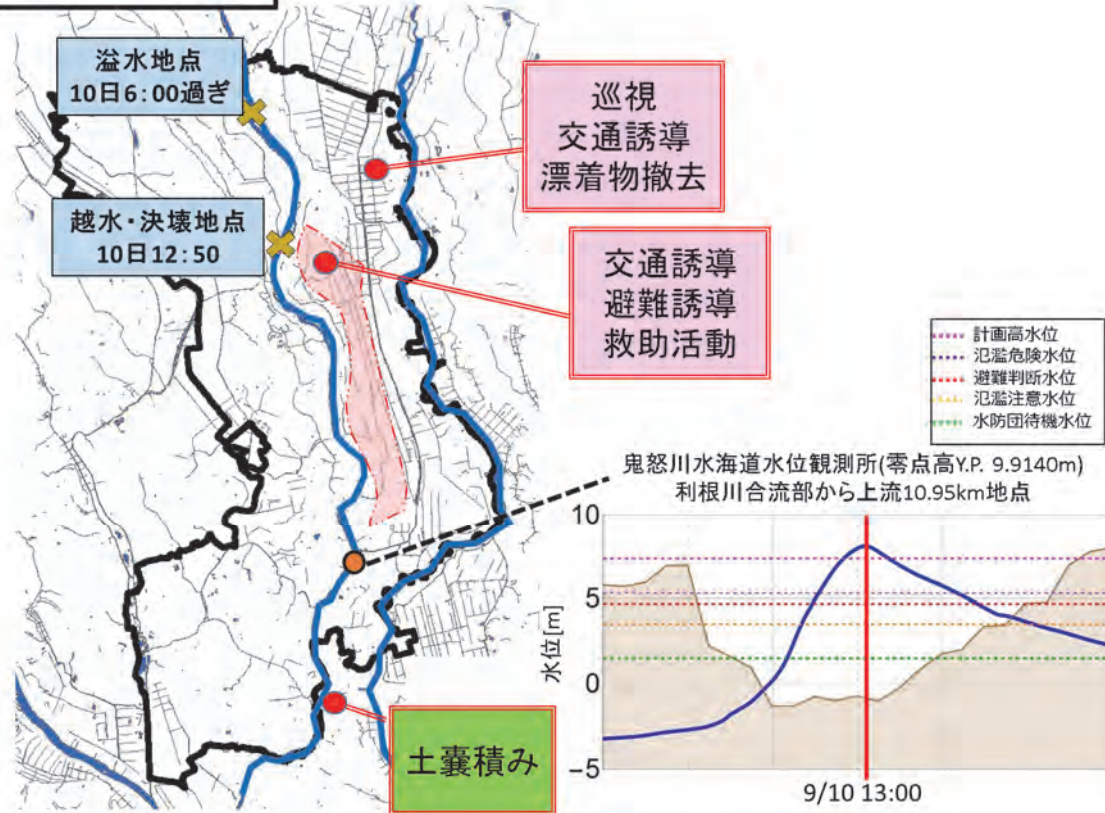 溢水地点
10日6:00過ぎ
越水・決壊地点
10日12:50
巡視
交通誘導
漂着物撤去
交通誘導
避難誘導
救助活動
計画高水位
氾濫危険水位
避難判断水位
氾濫注意水位
水防団待機水位
鬼怒川水海道水位観測所(零点高Y.P. 9.9140m)
利根川合流部から上流10.95km地点
10
5
0
-5
水位[m]
9/10 13:00
土嚢積み